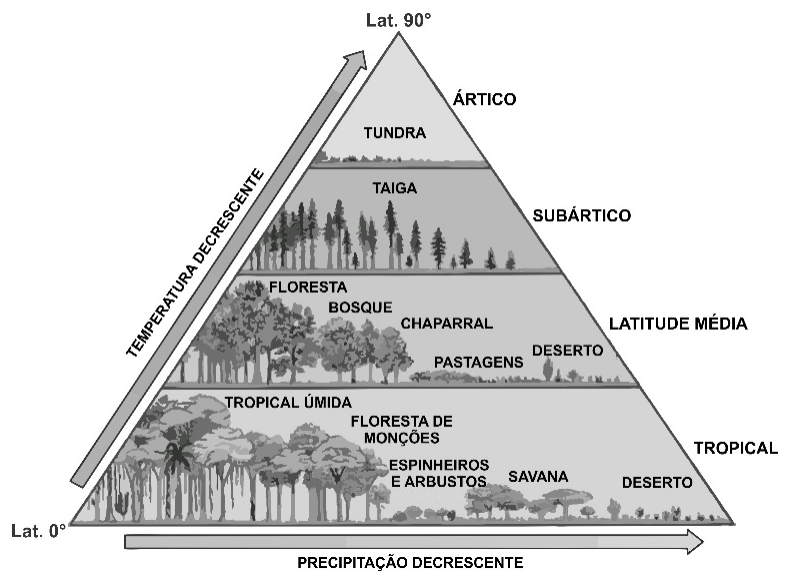 Lat. 90°
ÁRTICO
TUNDRA
TAIGA
SUBÁRTICO
TEMPERATURA DECRESCENTE
FLORESTA
BOSQUE
CHAPARRAL
LATITUDE MÉDIA
PASTAGENS
DESERTO
TROPICAL ÚMIDA
FLORESTA DE
MONÇÕES
TROPICAL
ESPINHEIROS
E ARBUSTOS
SAVANA
DESERTO
Lat. 0°
PRECIPITAÇÃO DECRESCENTE